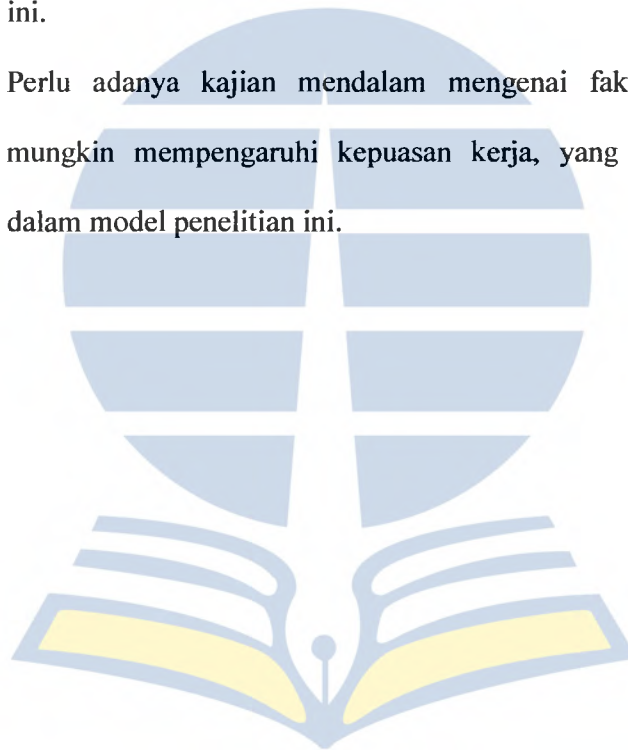 ini.
Perlu adanya kajian mendalam mengenai fak
mungkin mempengaruhi kepuasan kerja, yang
dalam model penelitian ini.